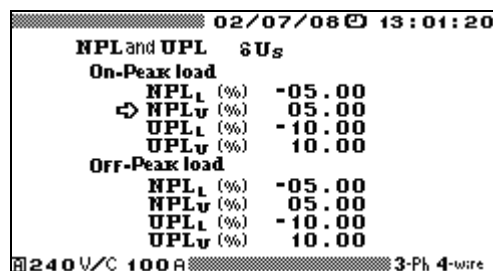 02/07/08 13:01:20
NPL and UPL δUs
On-Peak load
NPLL (%) -05.00
NPLU (%) 05.00
UPLL (%) -10.00
UPLU (%) 10.00
Off-Peak load
NPLL (%) -05.00
NPLU (%) 05.00
UPLL (%) -10.00
UPLU (%) 10.00
A 240 V/C 100 A 3-Ph 4-wire